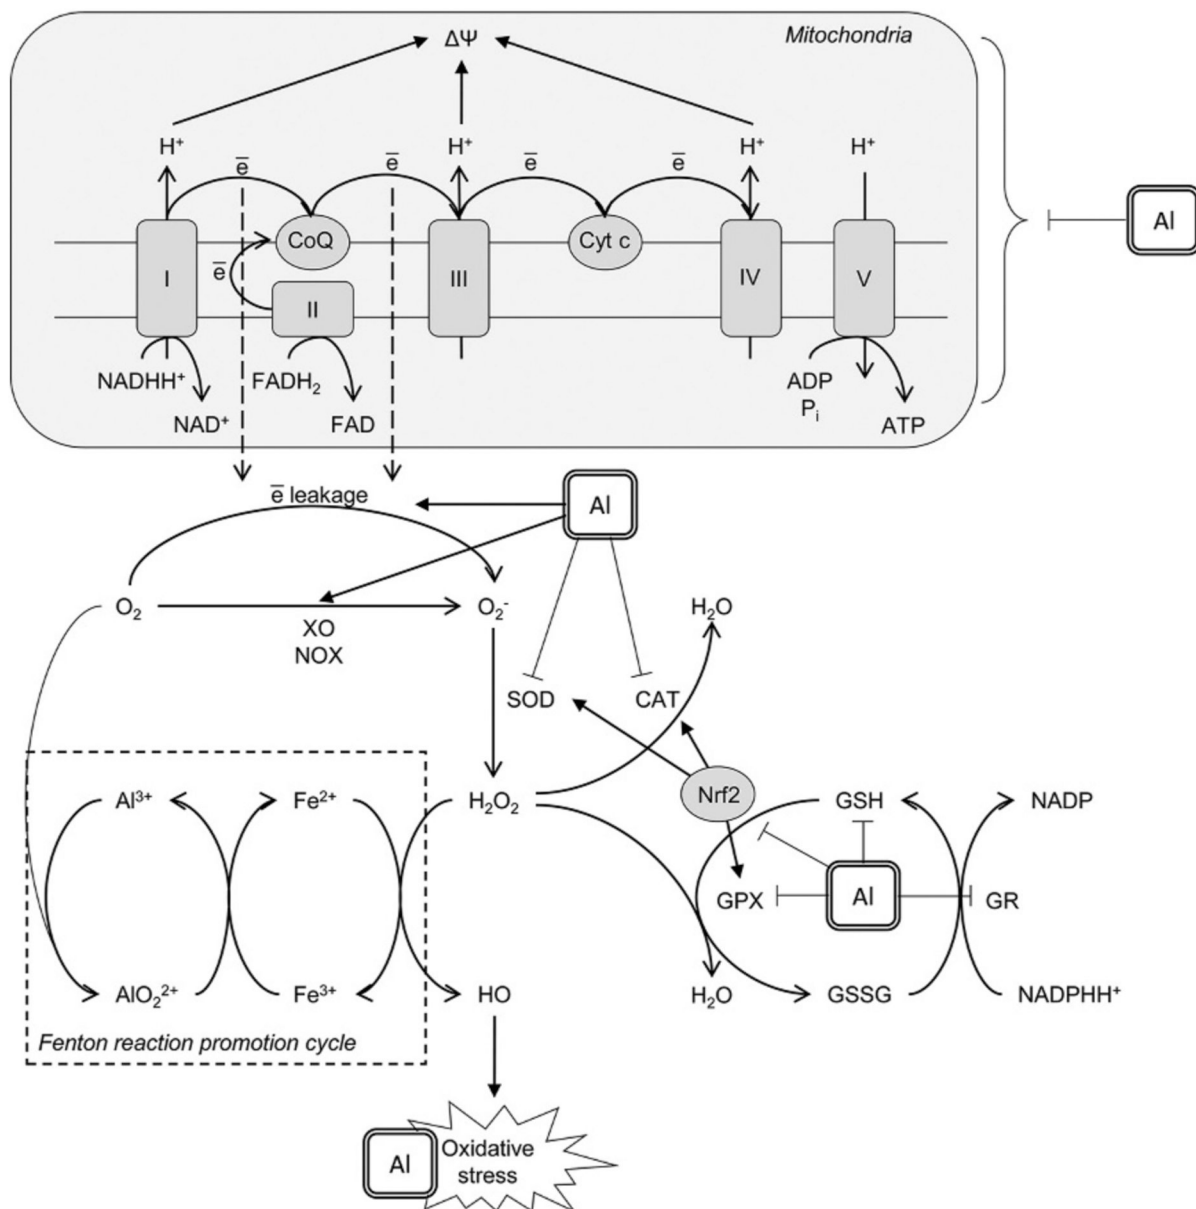 ΔΨ
Mitochondria
H⁺
H⁺
H⁺
H⁺
e̅
e̅
e̅
e̅
Al
CoQ
Cyt c
I
e̅
II
III
IV
V
NADHH⁺
FADH₂
ADP
Pᵢ
NAD⁺
FAD
ATP
e̅ leakage
Al
O₂
O₂⁻
H₂O
XO
NOX
SOD
CAT
Al³⁺
Fe²⁺
H₂O₂
Nrf2
GSH
NADP
GPX
Al
GR
AlO₂²⁺
Fe³⁺
HO
H₂O
GSSG
NADPHH⁺
Fenton reaction promotion cycle
Al
Oxidative
stress